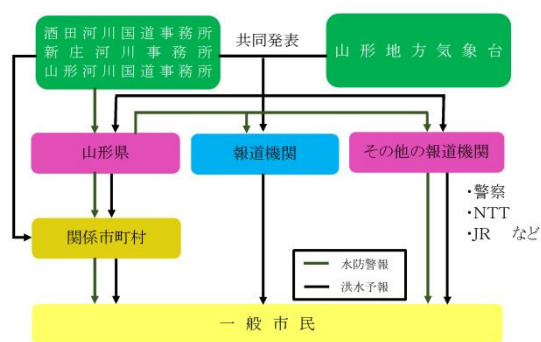 酒田河川国道事務所
新庄河川事務所
山形河川国道事務所
共同発表
山形地方気象台
山形県
報道機関
その他の報道機関
・警察
・NTT
・JR など
関係市町村
水防警報
洪水予報
一般市民